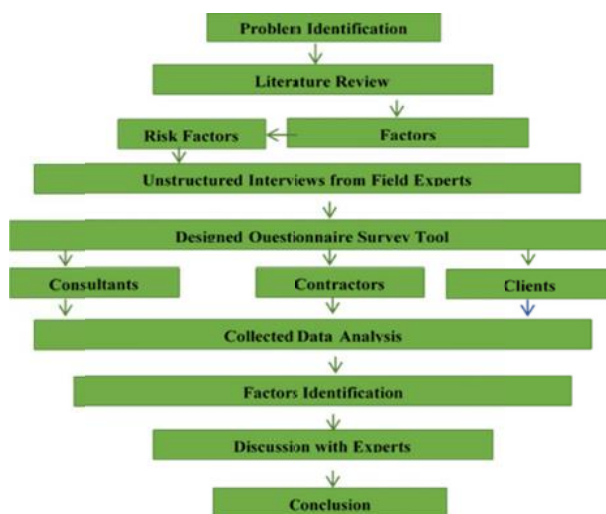 Problem Identification
Literature Review
Risk Factors
Factors
Unstructured Interviews from Field Experts
Designed Questionnaire Survey Tool
Consultants
Contractors
Clients
Collected Data Analysis
Factors Identification
Discussion with Experts
Conclusion